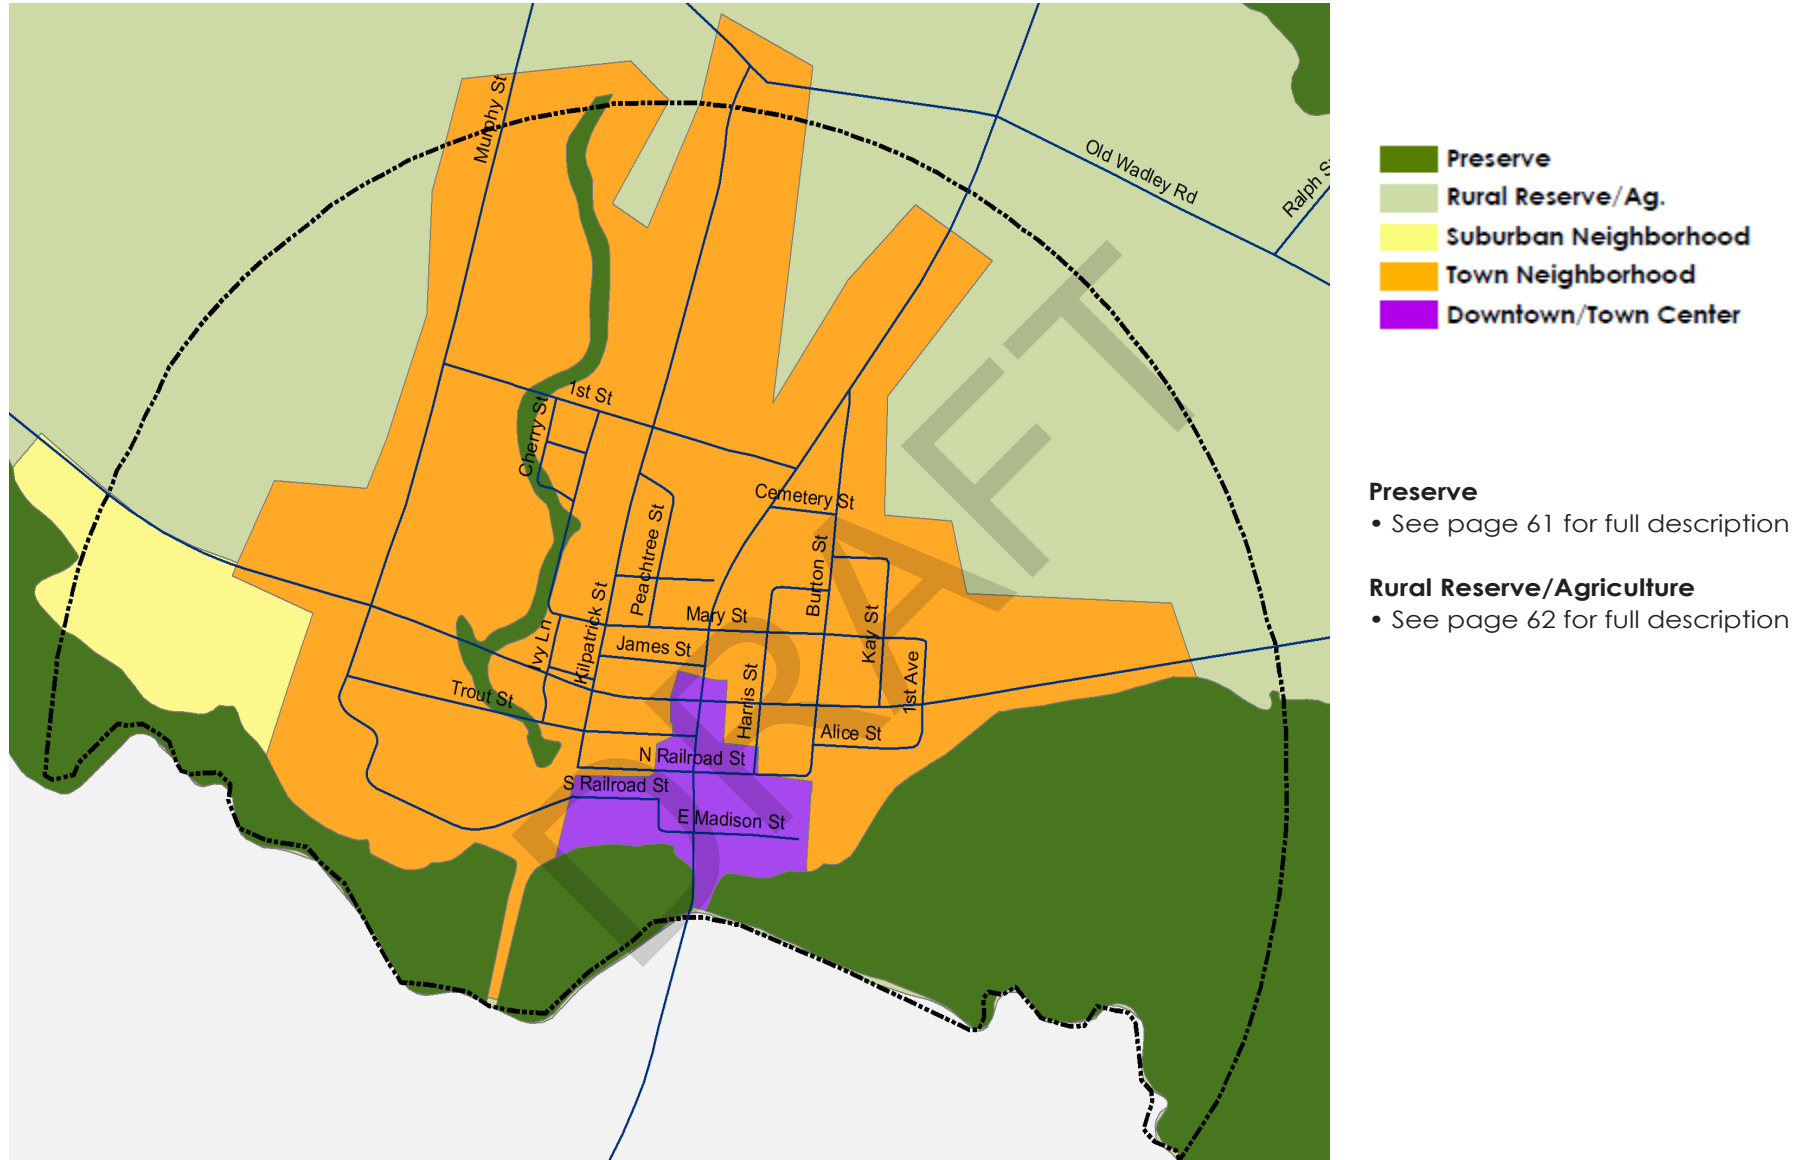 Murphy St
Old Wadley Rd
Ralph S
1st St
Cherry St
Cemetery St
Peachtree St
Burton St
Kilpatrick St
Mary St
Kay St
Ivy Ln
James St
1st Ave
Trout St
Harris St
Alice St
N Railroad St
S Railroad St
E Madison St
DRAFT
Preserve
Rural Reserve/Ag.
Suburban Neighborhood
Town Neighborhood
Downtown/Town Center
Preserve
• See page 61 for full description
Rural Reserve/Agriculture
• See page 62 for full description